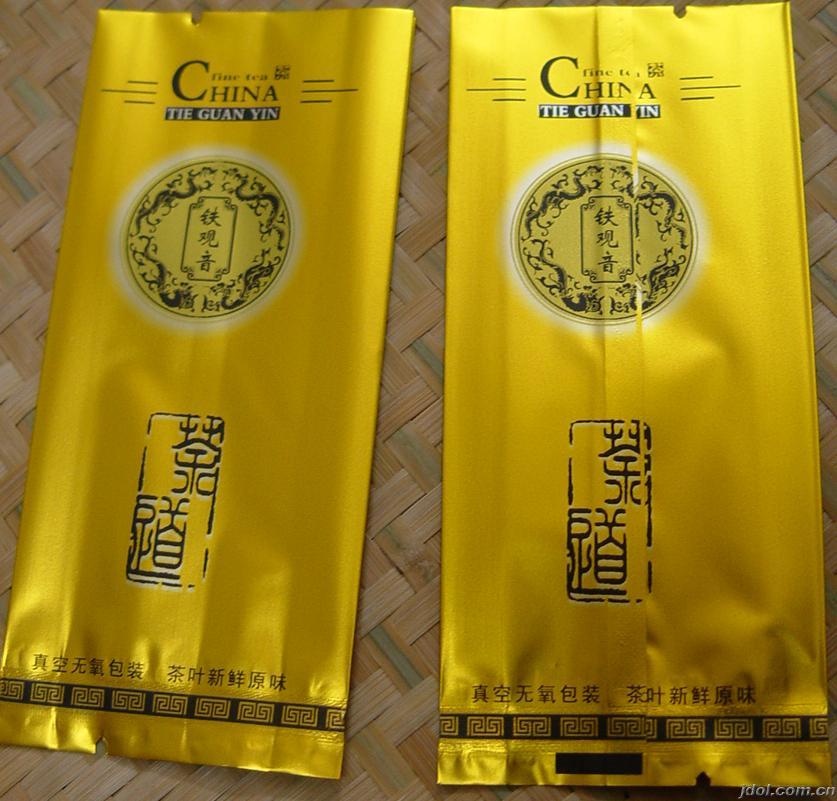 fine tea
CHINA
TIE GUAN YIN
铁观音
茶道
真空无氧包装 茶叶新鲜原味
fine te
CHINA
TIE GUAN YIN
铁观音
茶道
真空无氧包装 茶叶新鲜原味
jdol.com.cn